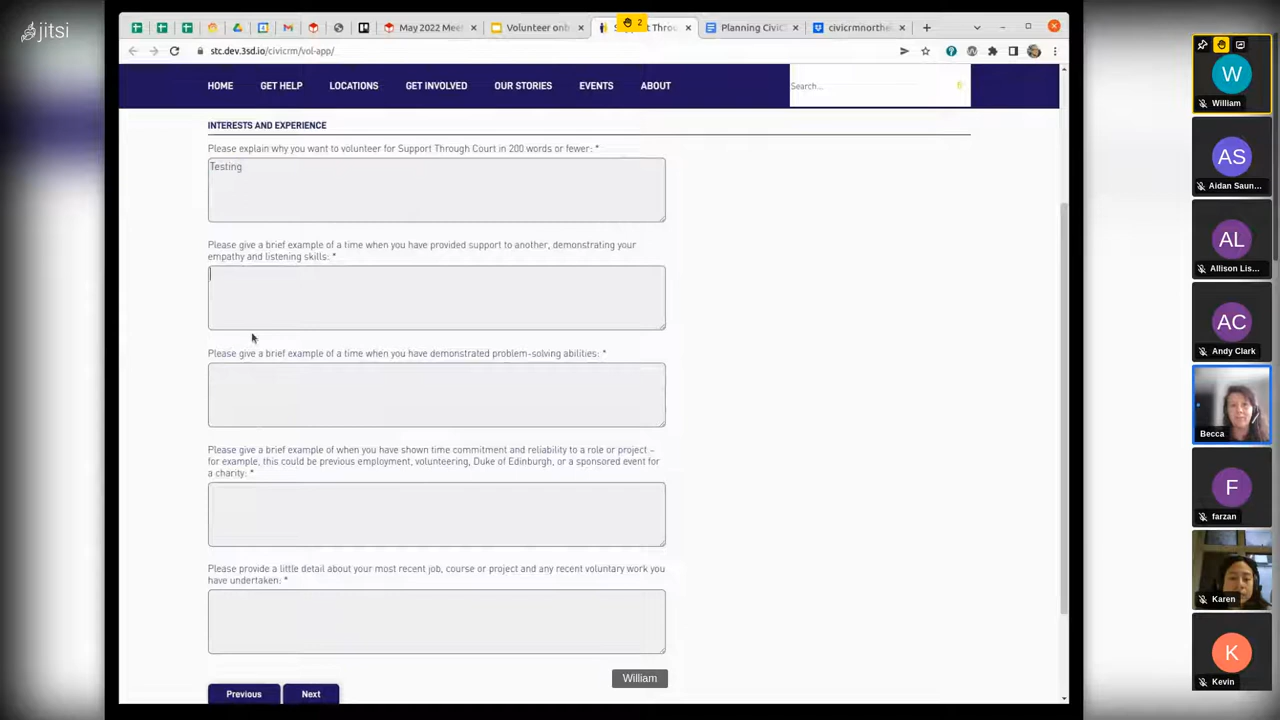 jitsi
May 2022 Mee
Volunteer onb
2
Planning CiviC
civicrmnorthe
stc.dev.3sd.io/civicrm/vol-app/
HOME GET HELP LOCATIONS GET INVOLVED OUR STORIES EVENTS ABOUT
Search...
INTERESTS AND EXPERIENCE
Please explain why you want to volunteer for Support Through Court in 200 words or fewer: *
Testing
Please give a brief example of a time when you have provided support to another, demonstrating your
empathy and listening skills: *
Please give a brief example of a time when you have demonstrated problem-solving abilities: *
Please give a brief example of when you have shown time commitment and reliability to a role or project –
for example, this could be previous employment, volunteering, Duke of Edinburgh, or a sponsored event for
a charity: *
Please provide a little detail about your most recent job, course or project and any recent voluntary work you
have undertaken: *
William
Previous
Next
W
William
AS
Aidan Saun...
AL
Allison Lis...
AC
Andy Clark
Becca
F
farzan
Karen
K
Kevin